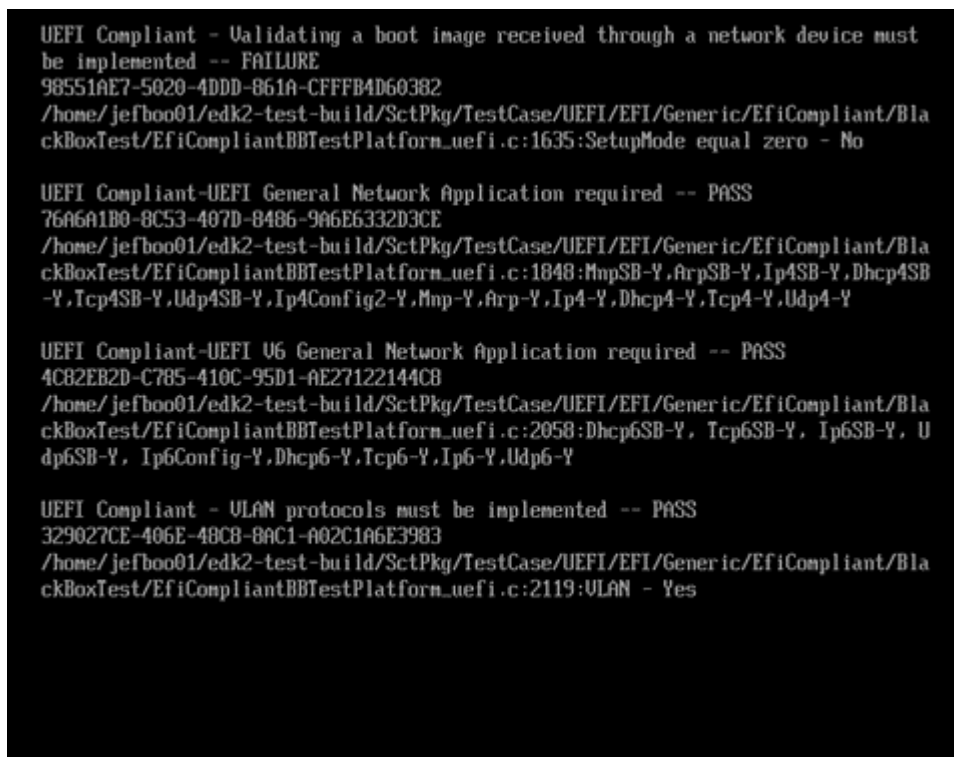 UEFI Compliant - Validating a boot image received through a network device must
be implemented -- FAILURE
98551AE7-5020-4DDD-861A-CFFFB4D60382
/home/jefboo01/edk2-test-build/SctPkg/TestCase/UEFI/EFI/Generic/EfiCompliant/Bla
ckBoxTest/EfiCompliantBBTestPlatform_uefi.c:1635:SetupMode equal zero - No
UEFI Compliant-UEFI General Network Application required -- PASS
76A6A1B0-8C53-407D-8486-9A6E6332D3CE
/home/jefboo01/edk2-test-build/SctPkg/TestCase/UEFI/EFI/Generic/EfiCompliant/Bla
ckBoxTest/EfiCompliantBBTestPlatform_uefi.c:1848:MnpSB-Y,ArpSB-Y,Ip4SB-Y,Dhcp4SB
-Y,Tcp4SB-Y,Udp4SB-Y,Ip4Config2-Y,Mnp-Y,Arp-Y,Ip4-Y,Dhcp4-Y,Tcp4-Y,Udp4-Y
UEFI Compliant-UEFI V6 General Network Application required -- PASS
4C82EB2D-C785-410C-95D1-AE27122144C8
/home/jefboo01/edk2-test-build/SctPkg/TestCase/UEFI/EFI/Generic/EfiCompliant/Bla
ckBoxTest/EfiCompliantBBTestPlatform_uefi.c:2058:Dhcp6SB-Y, Tcp6SB-Y, Ip6SB-Y, U
dp6SB-Y, Ip6Config-Y,Dhcp6-Y,Tcp6-Y,Ip6-Y,Udp6-Y
UEFI Compliant - VLAN protocols must be implemented -- PASS
329027CE-406E-48C8-8AC1-A02C1A6E3983
/home/jefboo01/edk2-test-build/SctPkg/TestCase/UEFI/EFI/Generic/EfiCompliant/Bla
ckBoxTest/EfiCompliantBBTestPlatform_uefi.c:2119:VLAN - Yes